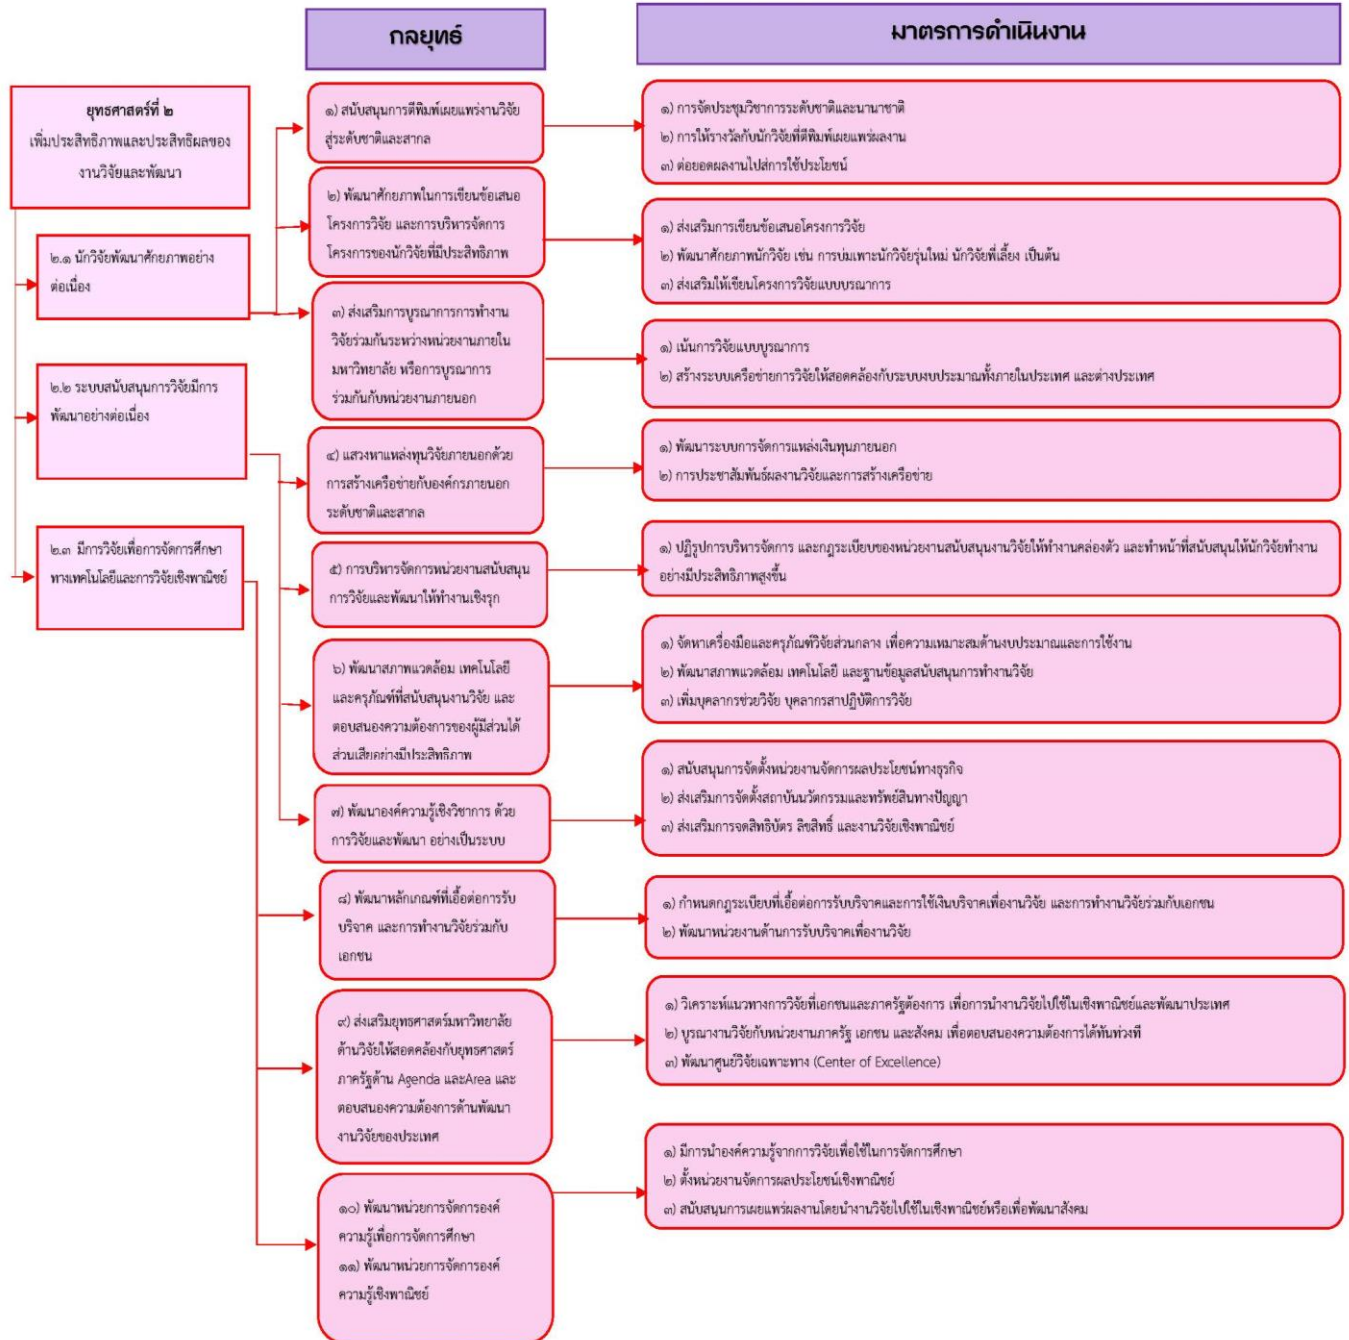 กลยุทธ์
มาตรการดำเนินงาน
ยุทธศาสตร์ที่ ๒
เพิ่มประสิทธิภาพและประสิทธิผลของ
งานวิจัยและพัฒนา
๒.๑ นักวิจัยพัฒนาศักยภาพอย่าง
ต่อเนื่อง
๒.๒ ระบบสนับสนุนการวิจัยมีการ
พัฒนาอย่างต่อเนื่อง
๒.๓ มีการวิจัยเพื่อการจัดการศึกษา
ทางเทคโนโลยีและการวิจัยเชิงพาณิชย์
๑) สนับสนุนการตีพิมพ์เผยแพร่งานวิจัย
สู่ระดับชาติและสากล
๑) การจัดประชุมวิชาการระดับชาติและนานาชาติ
๒) การให้รางวัลกับนักวิจัยที่ตีพิมพ์เผยแพร่ผลงาน
๓) ต่อยอดผลงานไปสู่การใช้ประโยชน์
๒) พัฒนาศักยภาพในการเขียนข้อเสนอ
โครงการวิจัย และการบริหารจัดการ
โครงการของนักวิจัยที่มีประสิทธิภาพ
๑) ส่งเสริมการเขียนข้อเสนอโครงการวิจัย
๒) พัฒนาศักยภาพนักวิจัย เช่น การบ่มเพาะนักวิจัยรุ่นใหม่ นักวิจัยพี่เลี้ยง เป็นต้น
๓) ส่งเสริมให้เขียนโครงการวิจัยแบบบูรณาการ
๓) ส่งเสริมการบูรณาการการทำงาน
วิจัยร่วมกันระหว่างหน่วยงานภายใน
มหาวิทยาลัย หรือการบูรณาการ
ร่วมกันกับหน่วยงานภายนอก
๑) เน้นการวิจัยแบบบูรณาการ
๒) สร้างระบบเครือข่ายการวิจัยให้สอดคล้องกับระบบงบประมาณทั้งภายในประเทศ และต่างประเทศ
๔) แสวงหาแหล่งทุนวิจัยภายนอกด้วย
การสร้างเครือข่ายกับองค์กรภายนอก
ระดับชาติและสากล
๑) พัฒนาระบบการจัดการแหล่งเงินทุนภายนอก
๒) การประชาสัมพันธ์ผลงานวิจัยและการสร้างเครือข่าย
๕) การบริหารจัดการหน่วยงานสนับสนุน
การวิจัยและพัฒนาให้ทำงานเชิงรุก
๑) ปฏิรูปการบริหารจัดการ และกฎระเบียบของหน่วยงานสนับสนุนงานวิจัยให้ทำงานคล่องตัว และทำหน้าที่สนับสนุนให้นักวิจัยทำงาน
อย่างมีประสิทธิภาพสูงขึ้น
๖) พัฒนาสภาพแวดล้อม เทคโนโลยี
และครุภัณฑ์ที่สนับสนุนงานวิจัย และ
ตอบสนองความต้องการของผู้มีส่วนได้
ส่วนเสียอย่างมีประสิทธิภาพ
๑) จัดหาเครื่องมือและครุภัณฑ์วิจัยส่วนกลาง เพื่อความเหมาะสมด้านงบประมาณและการใช้งาน
๒) พัฒนาสภาพแวดล้อม เทคโนโลยี และฐานข้อมูลสนับสนุนการทำงานวิจัย
๓) เพิ่มบุคลากรช่วยวิจัย บุคลากรสาปฏิบัติการวิจัย
๗) พัฒนาองค์ความรู้เชิงวิชาการ ด้วย
การวิจัยและพัฒนา อย่างเป็นระบบ
๑) สนับสนุนการจัดตั้งหน่วยงานจัดการผลประโยชน์ทางธุรกิจ
๒) ส่งเสริมการจัดตั้งสถาบันนวัตกรรมและทรัพย์สินทางปัญญา
๓) ส่งเสริมการจดสิทธิบัตร ลิขสิทธิ์ และงานวิจัยเชิงพาณิชย์
๘) พัฒนาหลักเกณฑ์ที่เอื้อต่อการรับ
บริจาค และการทำงานวิจัยร่วมกับ
เอกชน
๑) กำหนดกฎระเบียบที่เอื้อต่อการรับบริจาคและการใช้เงินบริจาคเพื่องานวิจัย และการทำงานวิจัยร่วมกับเอกชน
๒) พัฒนาหน่วยงานด้านการรับบริจาคเพื่องานวิจัย
๙) ส่งเสริมยุทธศาสตร์มหาวิทยาลัย
ด้านวิจัยให้สอดคล้องกับยุทธศาสตร์
ภาครัฐด้าน Agenda และArea และ
ตอบสนองความต้องการด้านพัฒนา
งานวิจัยของประเทศ
๑) วิเคราะห์แนวทางการวิจัยที่เอกชนและภาครัฐต้องการ เพื่อการนำงานวิจัยไปใช้ในเชิงพาณิชย์และพัฒนาประเทศ
๒) บูรณางานวิจัยกับหน่วยงานภาครัฐ เอกชน และสังคม เพื่อตอบสนองความต้องการได้ทันท่วงที
๓) พัฒนาศูนย์วิจัยเฉพาะทาง (Center of Excellence)
๑๐) พัฒนาหน่วยการจัดการองค์
ความรู้เพื่อการจัดการศึกษา
๑๑) พัฒนาหน่วยการจัดการองค์
ความรู้เชิงพาณิชย์
๑) มีการนำองค์ความรู้จากการวิจัยเพื่อใช้ในการจัดการศึกษา
๒) ตั้งหน่วยงานจัดการผลประโยชน์เชิงพาณิชย์
๓) สนับสนุนการเผยแพร่ผลงานโดยนำงานวิจัยไปใช้ในเชิงพาณิชย์หรือเพื่อพัฒนาสังคม